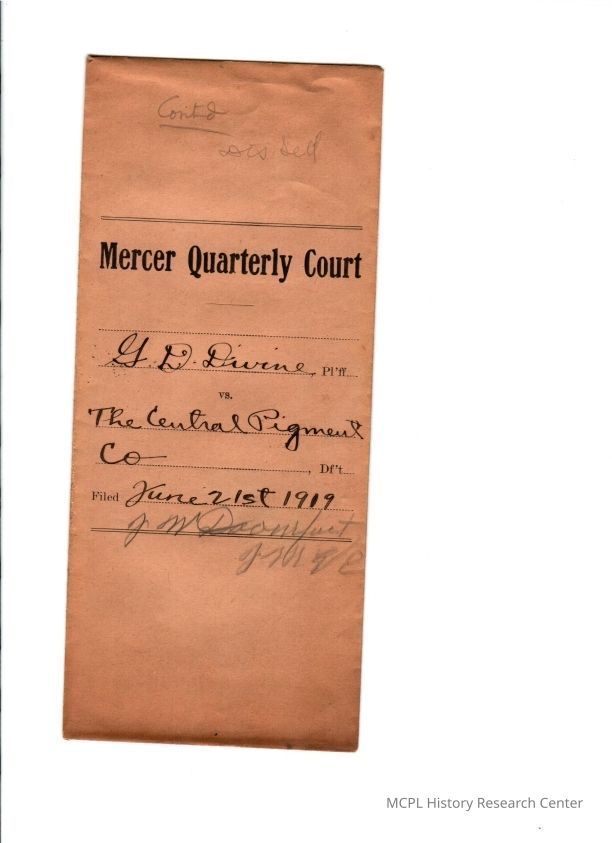 Cont'd
Mercer Quarterly Court
G. D. Divine, Pl'ff.
vs.
The Central Pigment
Co, Df't.
Filed June 21st 1919
J W
MCPL History Research Center